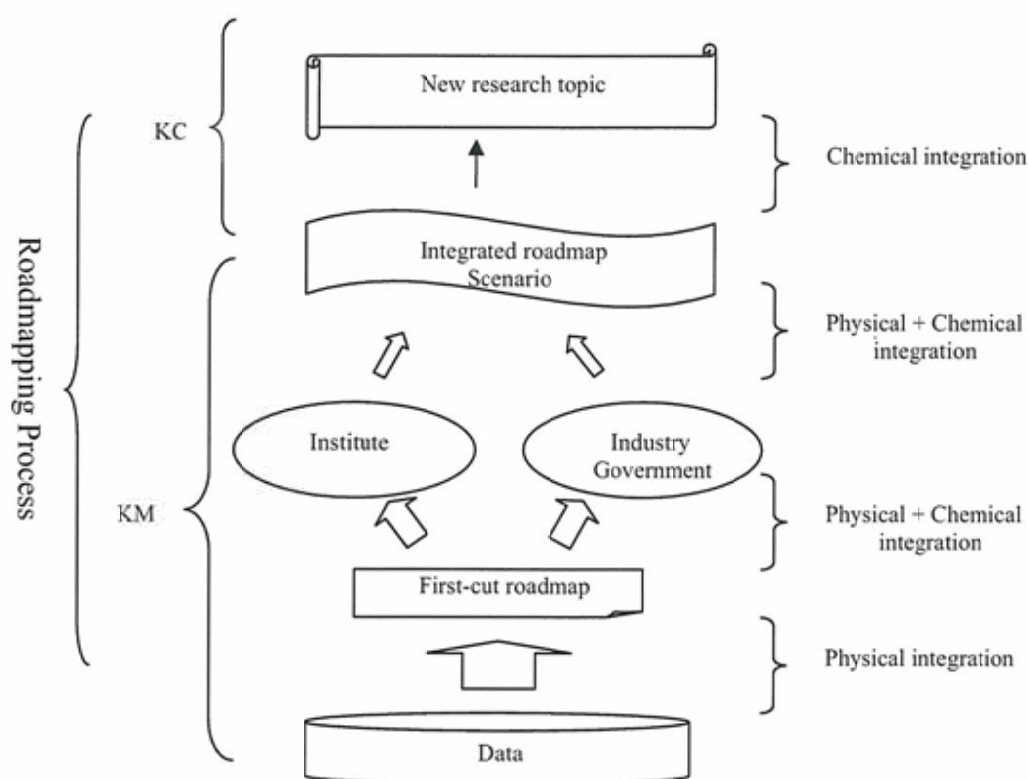 New research topic
KC
Chemical integration
Integrated roadmap
Scenario
Physical + Chemical
integration
Roadmapping Process
Institute
Industry
Government
KM
Physical + Chemical
integration
First-cut roadmap
Physical integration
Data